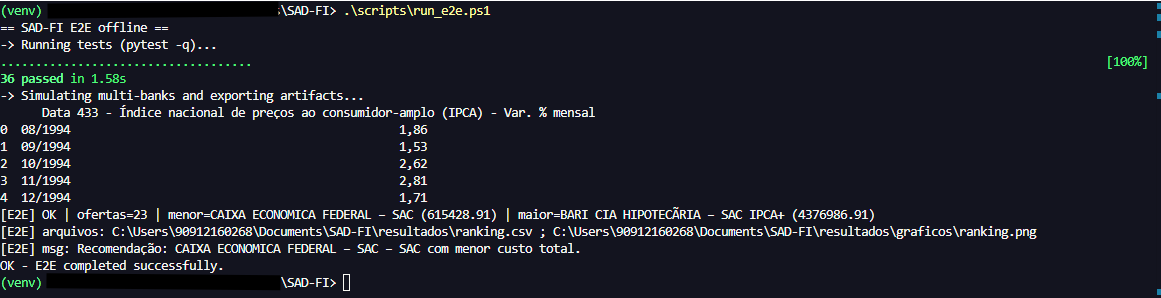 (venv) s\SAD-FI> .\scripts\run_e2e.ps1
== SAD-FI E2E offline ==
-> Running tests (pytest -q)...
.................................... [100%]
36 passed in 1.58s
-> Simulating multi-banks and exporting artifacts...
Data 433 - Índice nacional de preços ao consumidor-amplo (IPCA) - Var. % mensal
0 08/1994 1,86
1 09/1994 1,53
2 10/1994 2,62
3 11/1994 2,81
4 12/1994 1,71
[E2E] OK | ofertas=23 | menor=CAIXA ECONOMICA FEDERAL – SAC (615428.91) | maior=BARI CIA HIPOTECÃRIA – SAC IPCA+ (4376986.91)
[E2E] arquivos: C:\Users\90912160268\Documents\SAD-FI\resultados\ranking.csv ; C:\Users\90912160268\Documents\SAD-FI\resultados\graficos\ranking.png
[E2E] msg: Recomendação: CAIXA ECONOMICA FEDERAL – SAC – SAC com menor custo total.
OK - E2E completed successfully.
(venv) \SAD-FI>